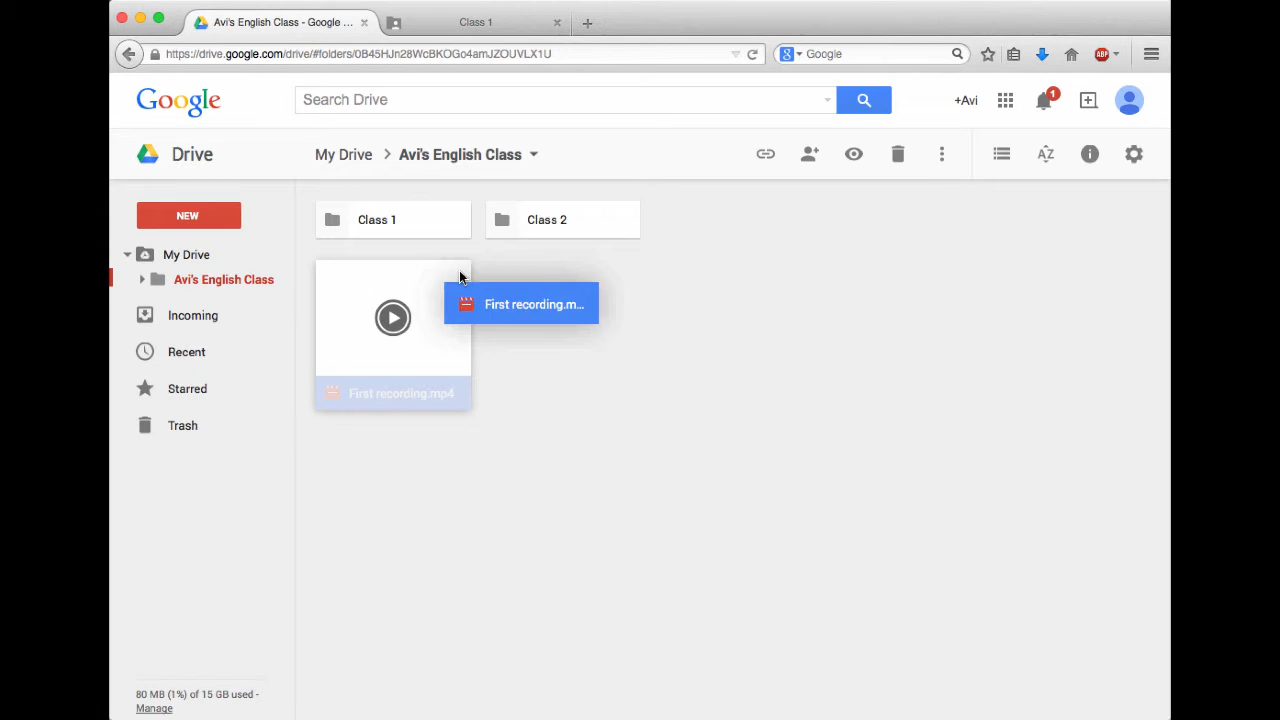 Avi's English Class - Google ...
Class 1
https://drive.google.com/drive/#folders/0B45HJn28WcBKOGo4amJZOUVLX1U
Google
ABP
Google
Search Drive
+Avi
1
Drive
My Drive
Avi's English Class
AZ
NEW
Class 1
Class 2
My Drive
Avi's English Class
First recording.m...
Incoming
Recent
Starred
First recording.mp4
Trash
80 MB (1%) of 15 GB used -
Manage